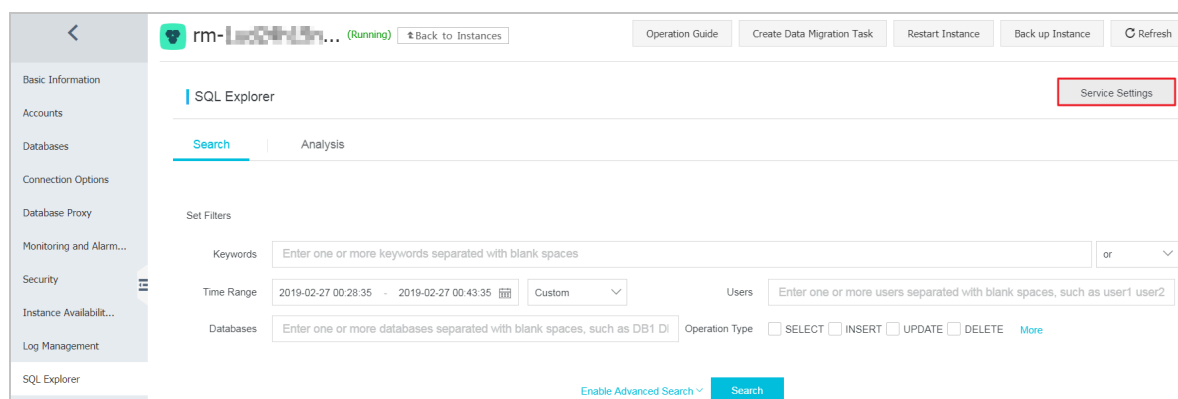 rm- ... (Running) Back to Instances Operation Guide Create Data Migration Task Restart Instance Back up Instance Refresh
Basic Information
SQL Explorer Service Settings
Accounts
Databases Search Analysis
Connection Options
Database Proxy Set Filters
Monitoring and Alarm... Keywords Enter one or more keywords separated with blank spaces or
Security Time Range 2019-02-27 00:28:35 - 2019-02-27 00:43:35 Custom Users Enter one or more users separated with blank spaces, such as user1 user2
Instance Availabilit...
Databases Enter one or more databases separated with blank spaces, such as DB1 D Operation Type SELECT INSERT UPDATE DELETE More
Log Management
SQL Explorer
Enable Advanced Search Search